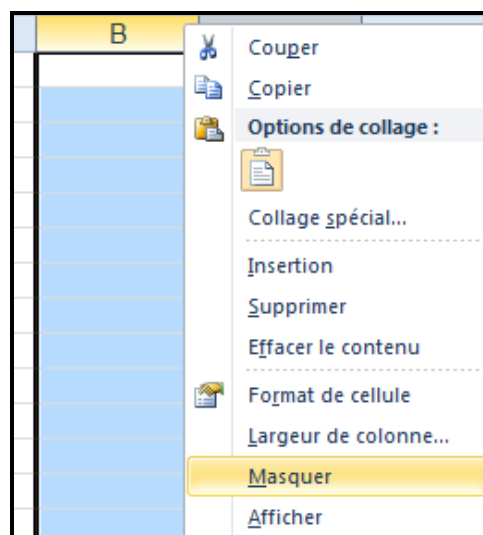 B
Couper
Copier
Options de collage :
Collage spécial...
Insertion
Supprimer
Effacer le contenu
Format de cellule
Largeur de colonne...
Masquer
Afficher